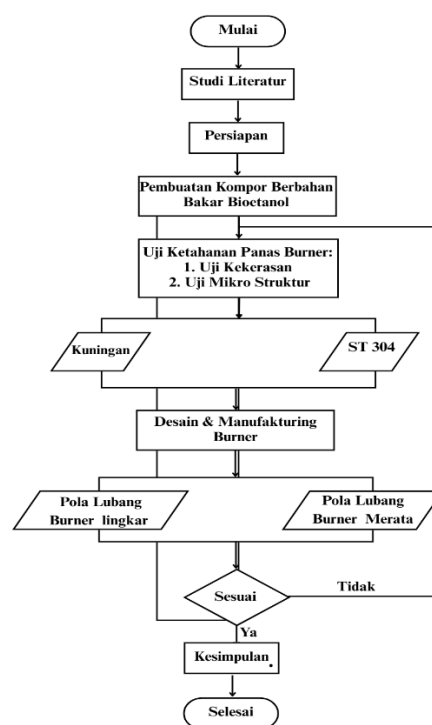 Mulai
Studi Literatur
Persiapan
Pembuatan Kompor Berbahan
Bakar Bioetanol
Uji Ketahanan Panas Burner:
1. Uji Kekerasan
2. Uji Mikro Struktur
Kuningan
ST 304
Desain & Manufakturing
Burner
Pola Lubang
Burner lingkar
Pola Lubang
Burner Merata
Sesuai
Tidak
Ya
Kesimpulan.
Selesai